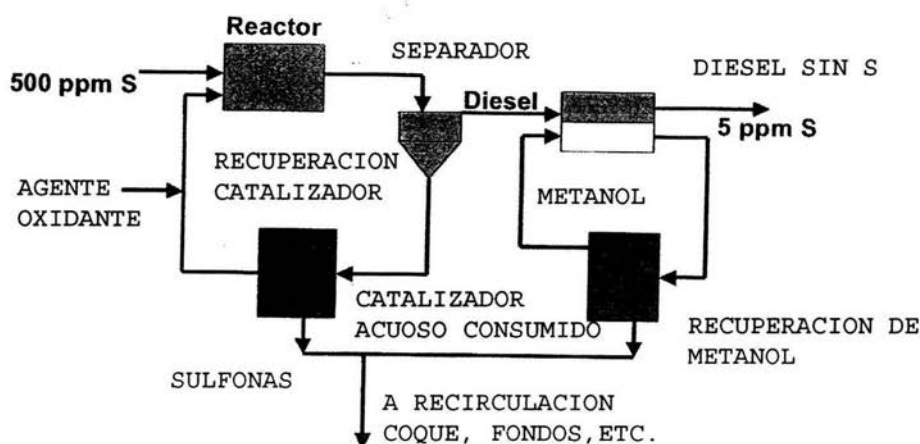 Reactor
SEPARADOR
500 ppm S
DIESEL SIN S
Diesel
5 ppm S
RECUPERACION
CATALIZADOR
AGENTE
OXIDANTE
METANOL
CATALIZADOR
ACUOSO CONSUMIDO
RECUPERACION DE
METANOL
SULFONAS
A RECIRCULACION
COQUE, FONDOS,ETC.